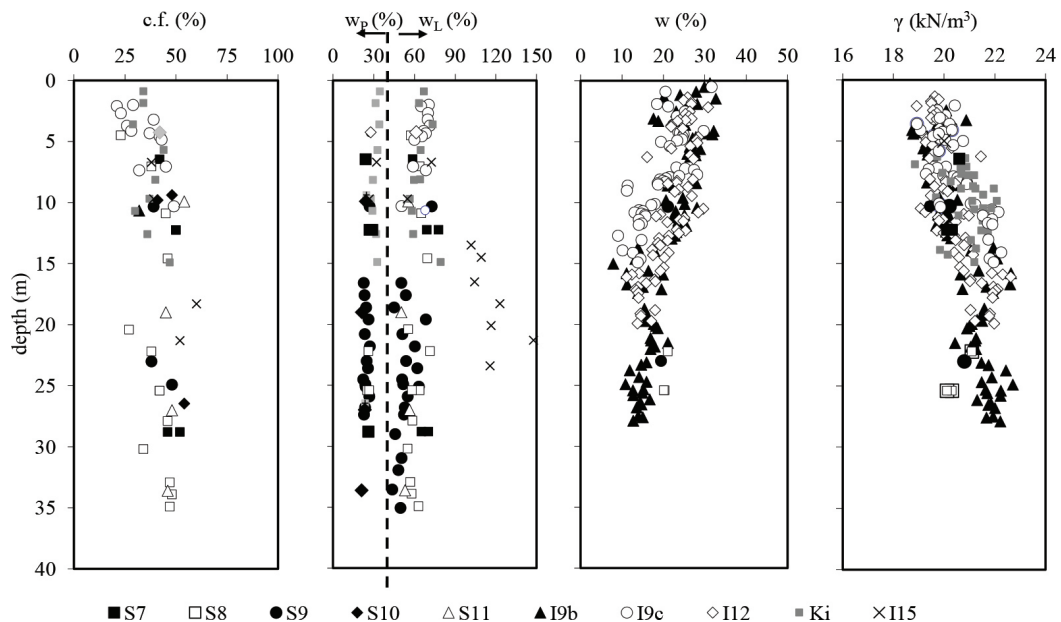 c.f. (%)
w_P (%) w_L (%)
w (%)
γ (kN/m³)
0 25 50 75 100
0 30 60 90 120 150
0 10 20 30 40 50
16 18 20 22 24
depth (m)
0
5
10
15
20
25
30
35
40
S7 S8 S9 S10 S11 I9b I9c I12 Ki I15